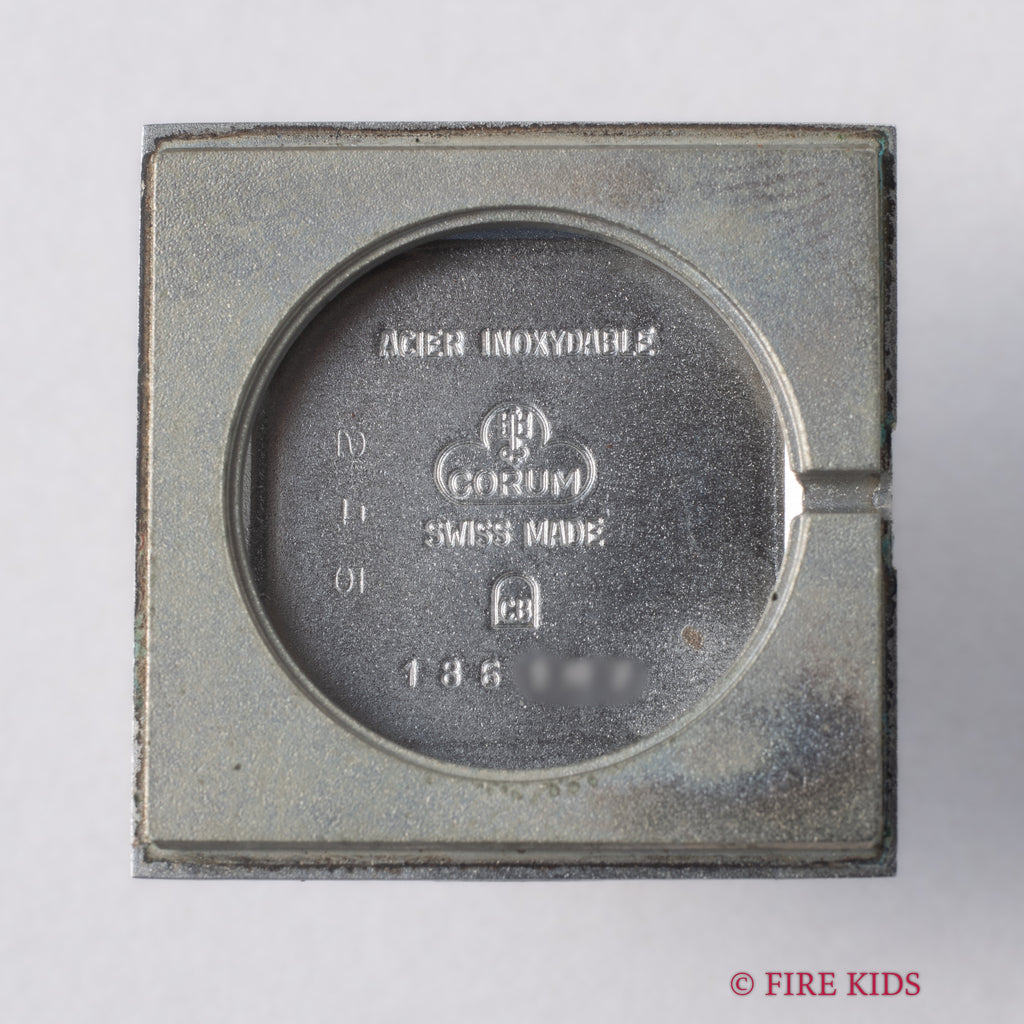 ACIER INOXYDABLE
CORUM
SWISS MADE
CB
186
© FIRE KIDS